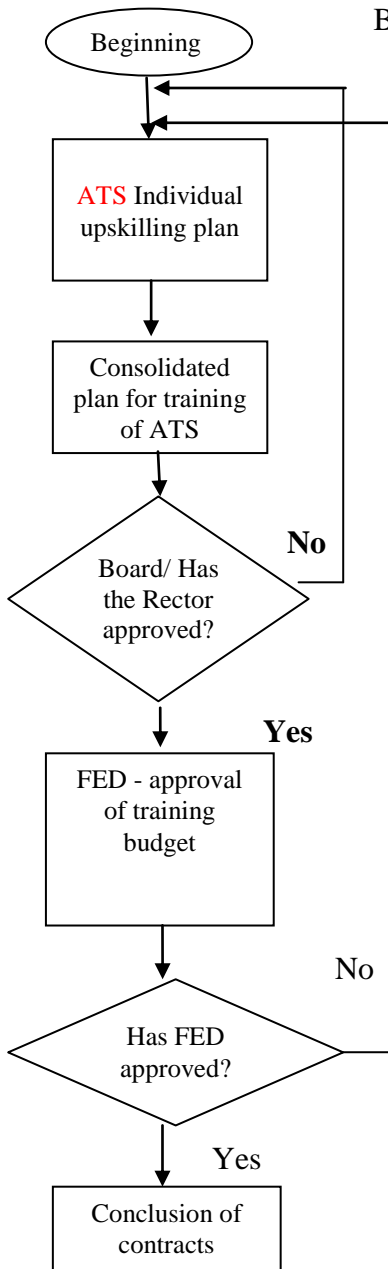 B
Beginning
ATS Individual
upskilling plan
Consolidated
plan for training
of ATS
No
Board/ Has
the Rector
approved?
Yes
FED - approval
of training
budget
No
Has FED
approved?
Yes
Conclusion of
contracts